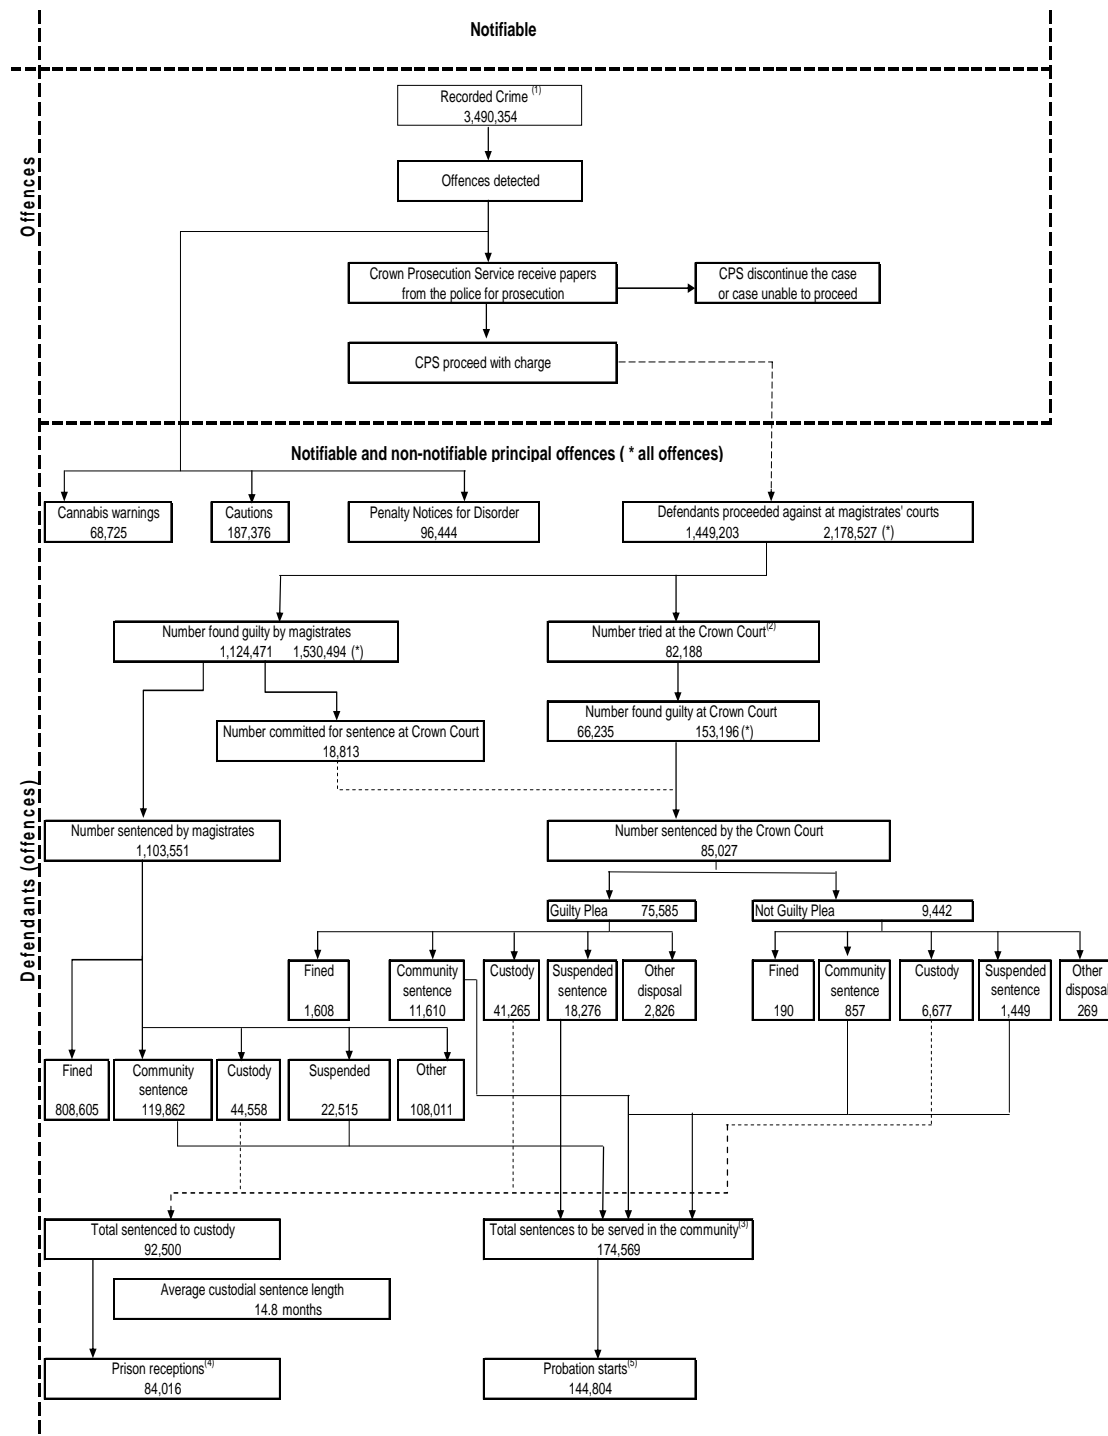 Notifiable
Offences
Recorded Crime (1)
3,490,354
Offences detected
Crown Prosecution Service receive papers
from the police for prosecution
CPS discontinue the case
or case unable to proceed
CPS proceed with charge
Notifiable and non-notifiable principal offences ( * all offences)
Defendants (offences)
Cannabis warnings
68,725
Cautions
187,376
Penalty Notices for Disorder
96,444
Defendants proceeded against at magistrates' courts
1,449,203 2,178,527 (*)
Number found guilty by magistrates
1,124,471 1,530,494 (*)
Number tried at the Crown Court(2)
82,188
Number committed for sentence at Crown Court
18,813
Number found guilty at Crown Court
66,235 153,196 (*)
Number sentenced by magistrates
1,103,551
Number sentenced by the Crown Court
85,027
Guilty Plea 75,585
Not Guilty Plea 9,442
Fined
1,608
Community
sentence
11,610
Custody
41,265
Suspended
sentence
18,276
Other
disposal
2,826
Fined
190
Community
sentence
857
Custody
6,677
Suspended
sentence
1,449
Other
disposal
269
Fined
808,605
Community
sentence
119,862
Custody
44,558
Suspended
22,515
Other
108,011
Total sentenced to custody
92,500
Total sentences to be served in the community(3)
174,569
Average custodial sentence length
14.8 months
Prison receptions(4)
84,016
Probation starts(5)
144,804